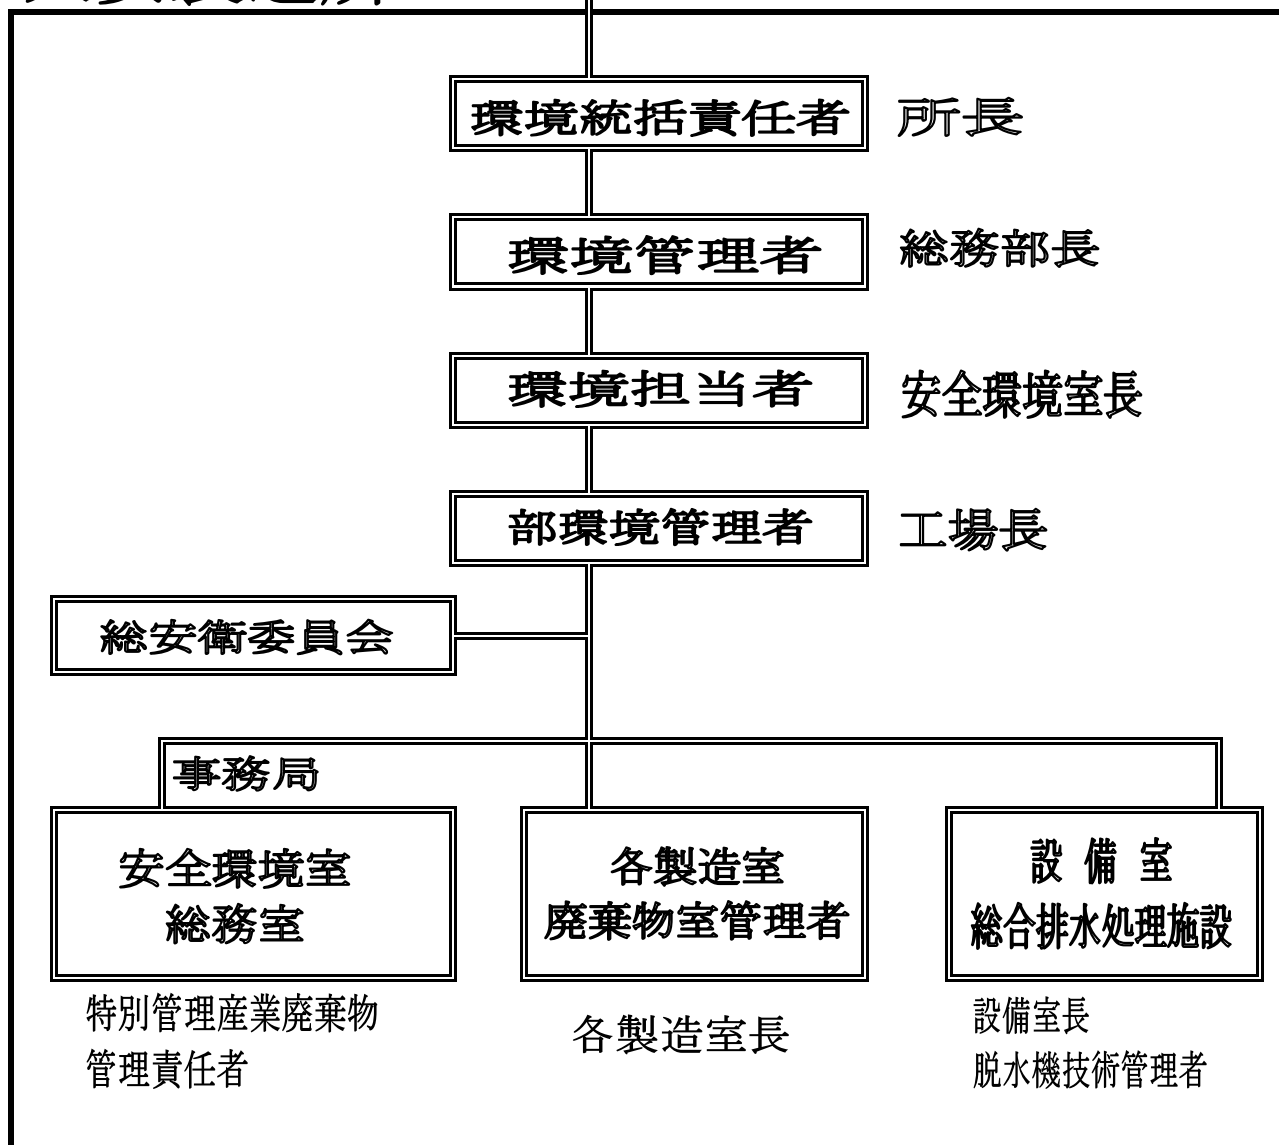 環境統括責任者 所長
環境管理者 総務部長
環境担当者 安全環境室長
部環境管理者 工場長
総安衛委員会
事務局
安全環境室
総務室
各製造室
廃棄物室管理者
設備室
総合排水処理施設
特別管理産業廃棄物
管理責任者
各製造室長
設備室長
脱水機技術管理者